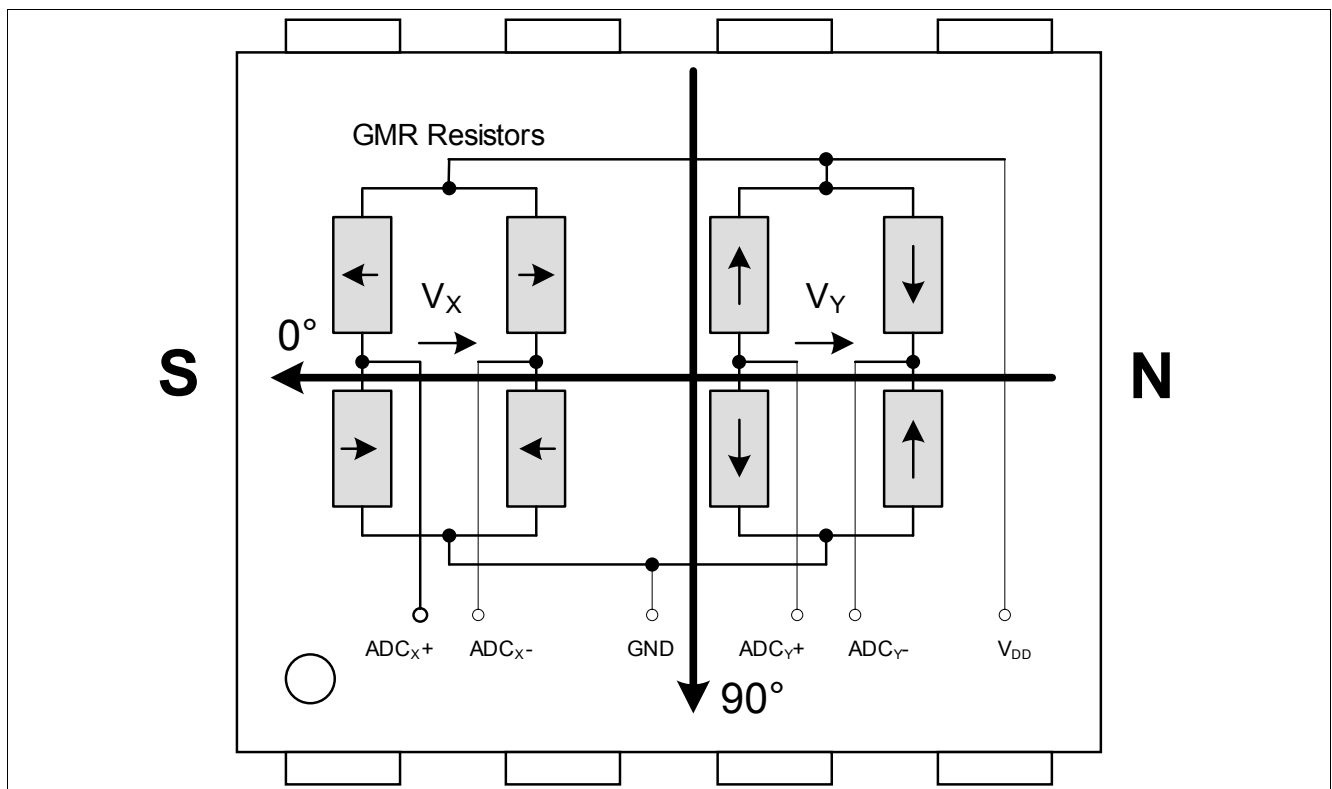 GMR Resistors
V_X
V_Y
0°
S
N
ADC_X+
ADC_X-
GND
ADC_Y+
ADC_Y-
V_DD
90°